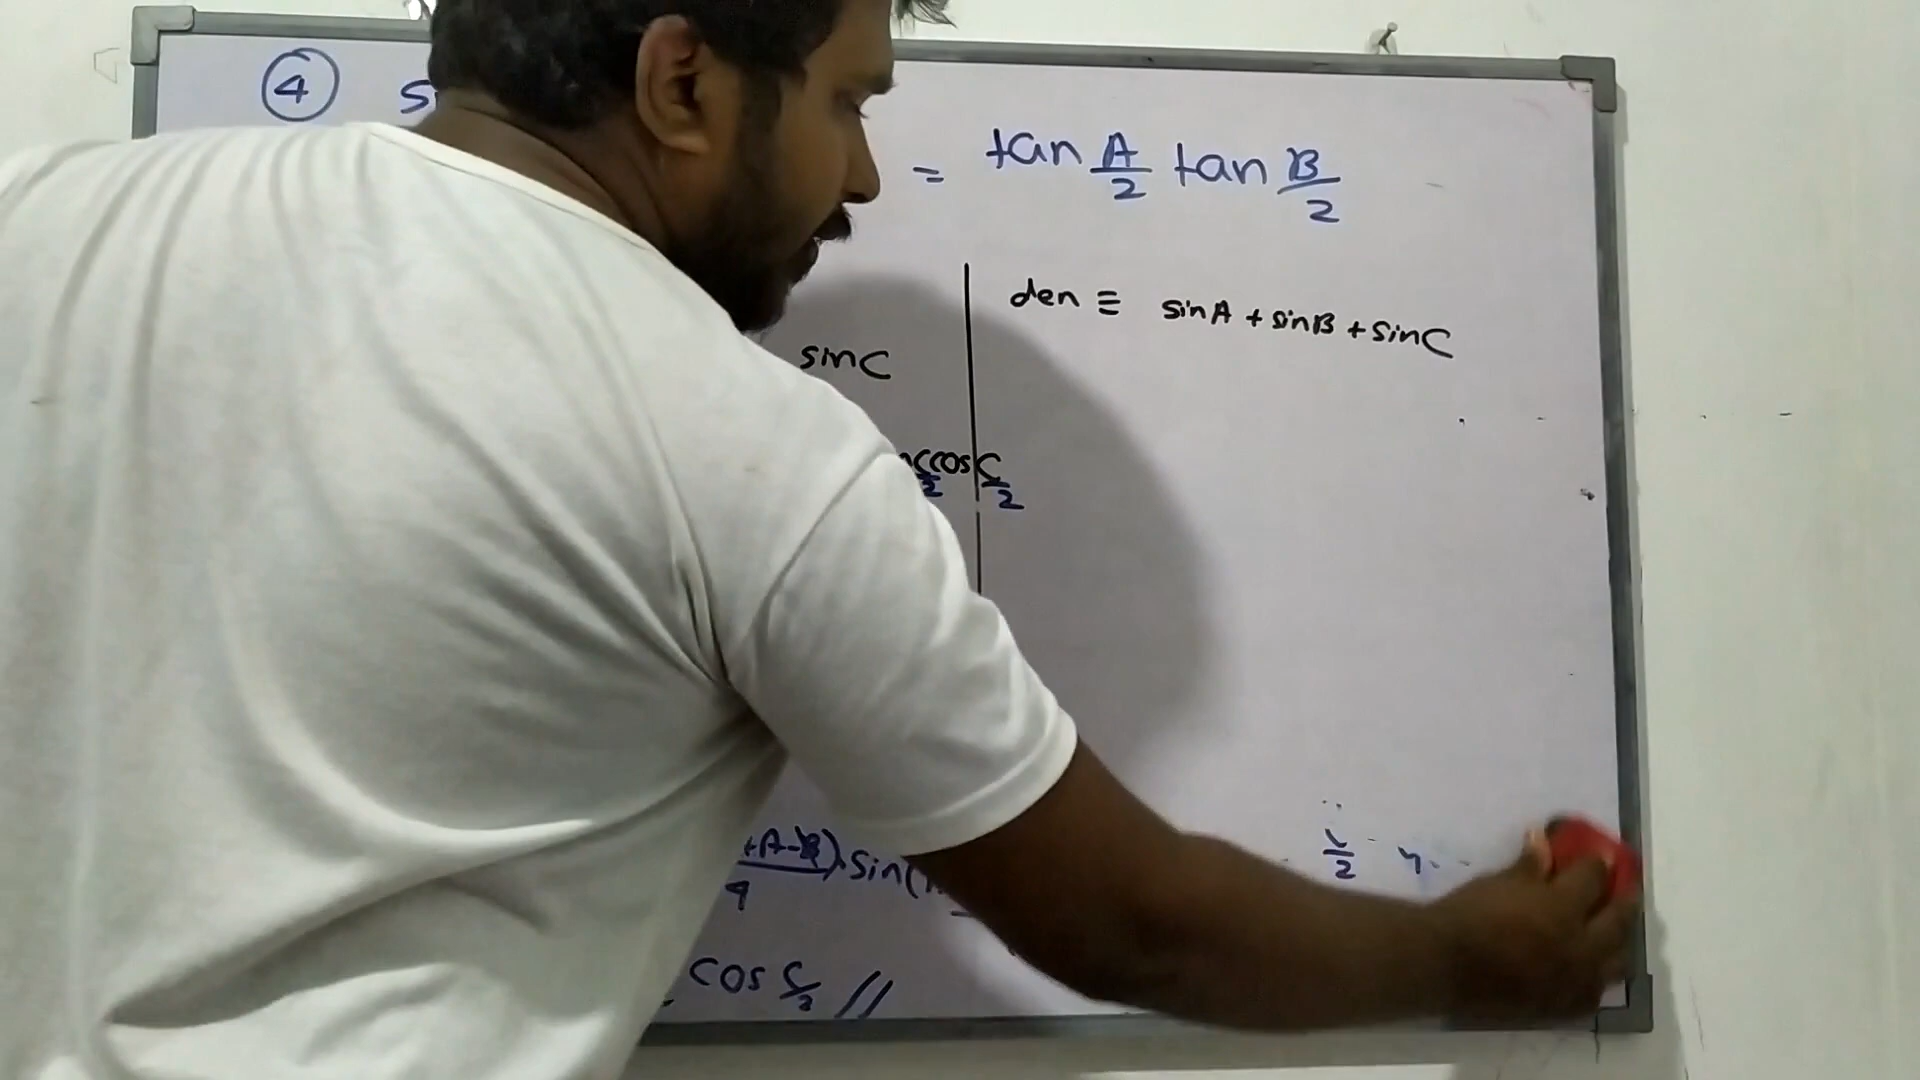 ④ S
= tan A/2 tan B/2
den ≡ sinA + sinB + sinC
sinC
C/2 cos C/2
+A-B)/4 . sin(
cos C/2 //